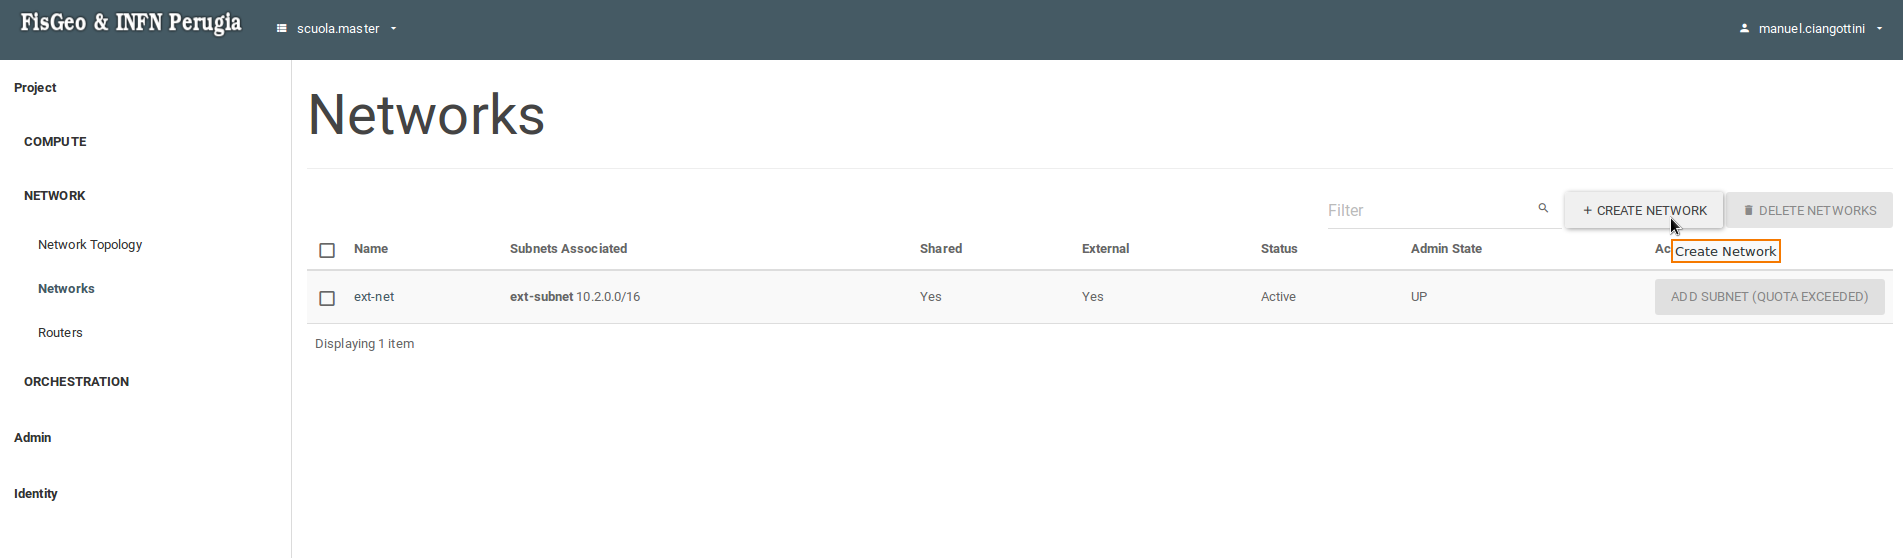 FisGeo & INFN Perugia
scuola.master
manuel.ciangottini
Project
COMPUTE
NETWORK
Network Topology
Networks
Routers
ORCHESTRATION
Admin
Identity
Networks
Filter
+ CREATE NETWORK
DELETE NETWORKS
Create Network
Name Subnets Associated Shared External Status Admin State Ac
ext-net ext-subnet 10.2.0.0/16 Yes Yes Active UP ADD SUBNET (QUOTA EXCEEDED)
Displaying 1 item